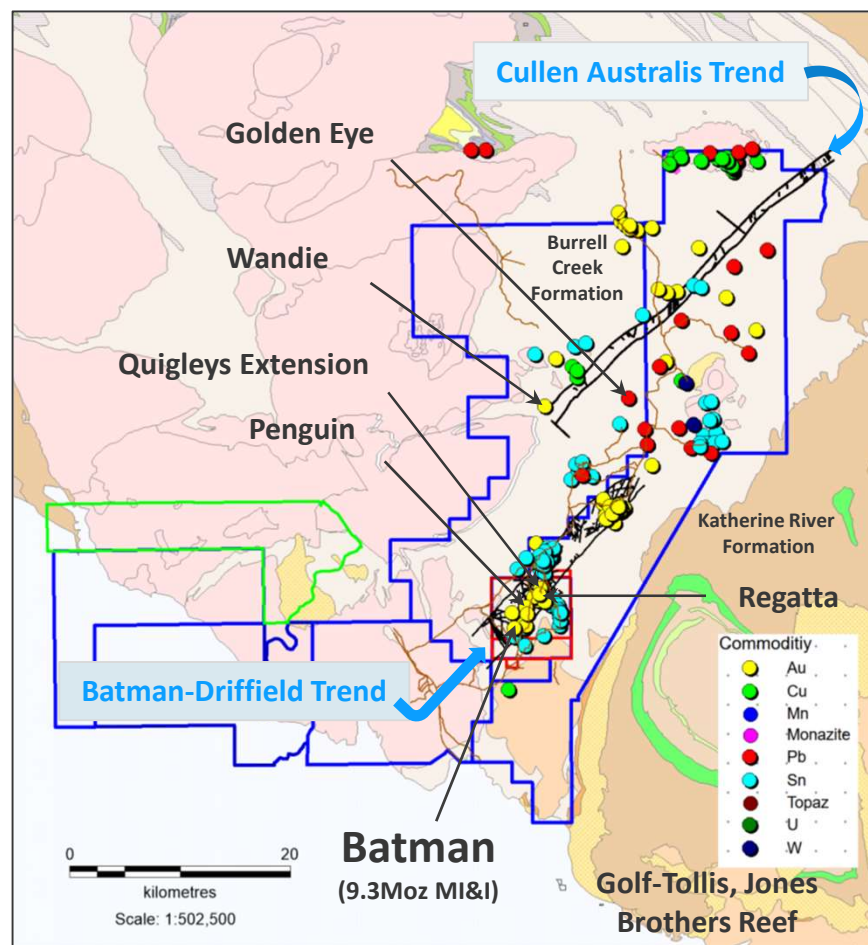 Cullen Australis Trend
Golden Eye
Wandie
Burrell
Creek
Formation
Quigleys Extension
Penguin
Katherine River
Formation
Regatta
Batman-Driffield Trend
Commoditiy
Au
Cu
Mn
Monazite
Pb
Sn
Topaz
U
W
Batman
(9.3Moz MI&I)
0 20
kilometres
Scale: 1:502,500
Golf-Tollis, Jones
Brothers Reef